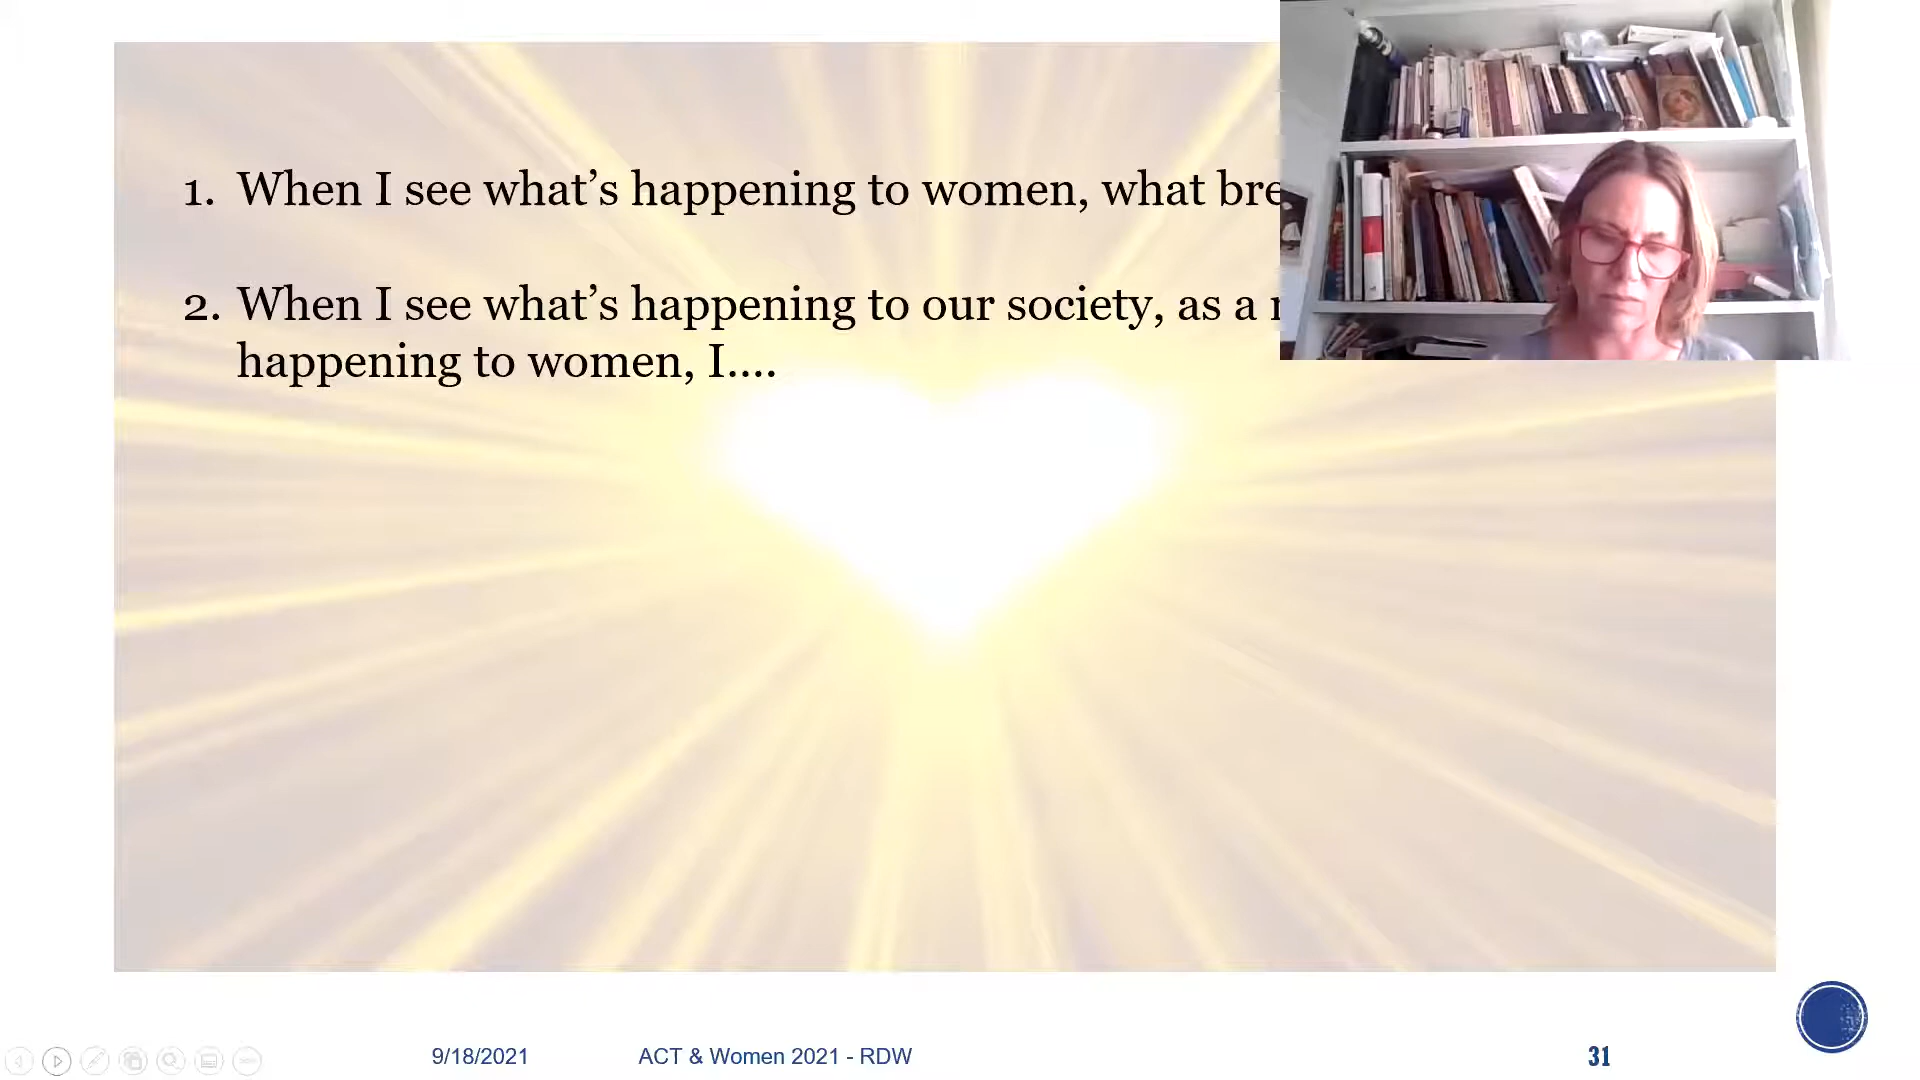 1. When I see what’s happening to women, what
2. When I see what’s happening to our society, as a
happening to women, I....
9/18/2021
ACT & Women 2021 - RDW
31